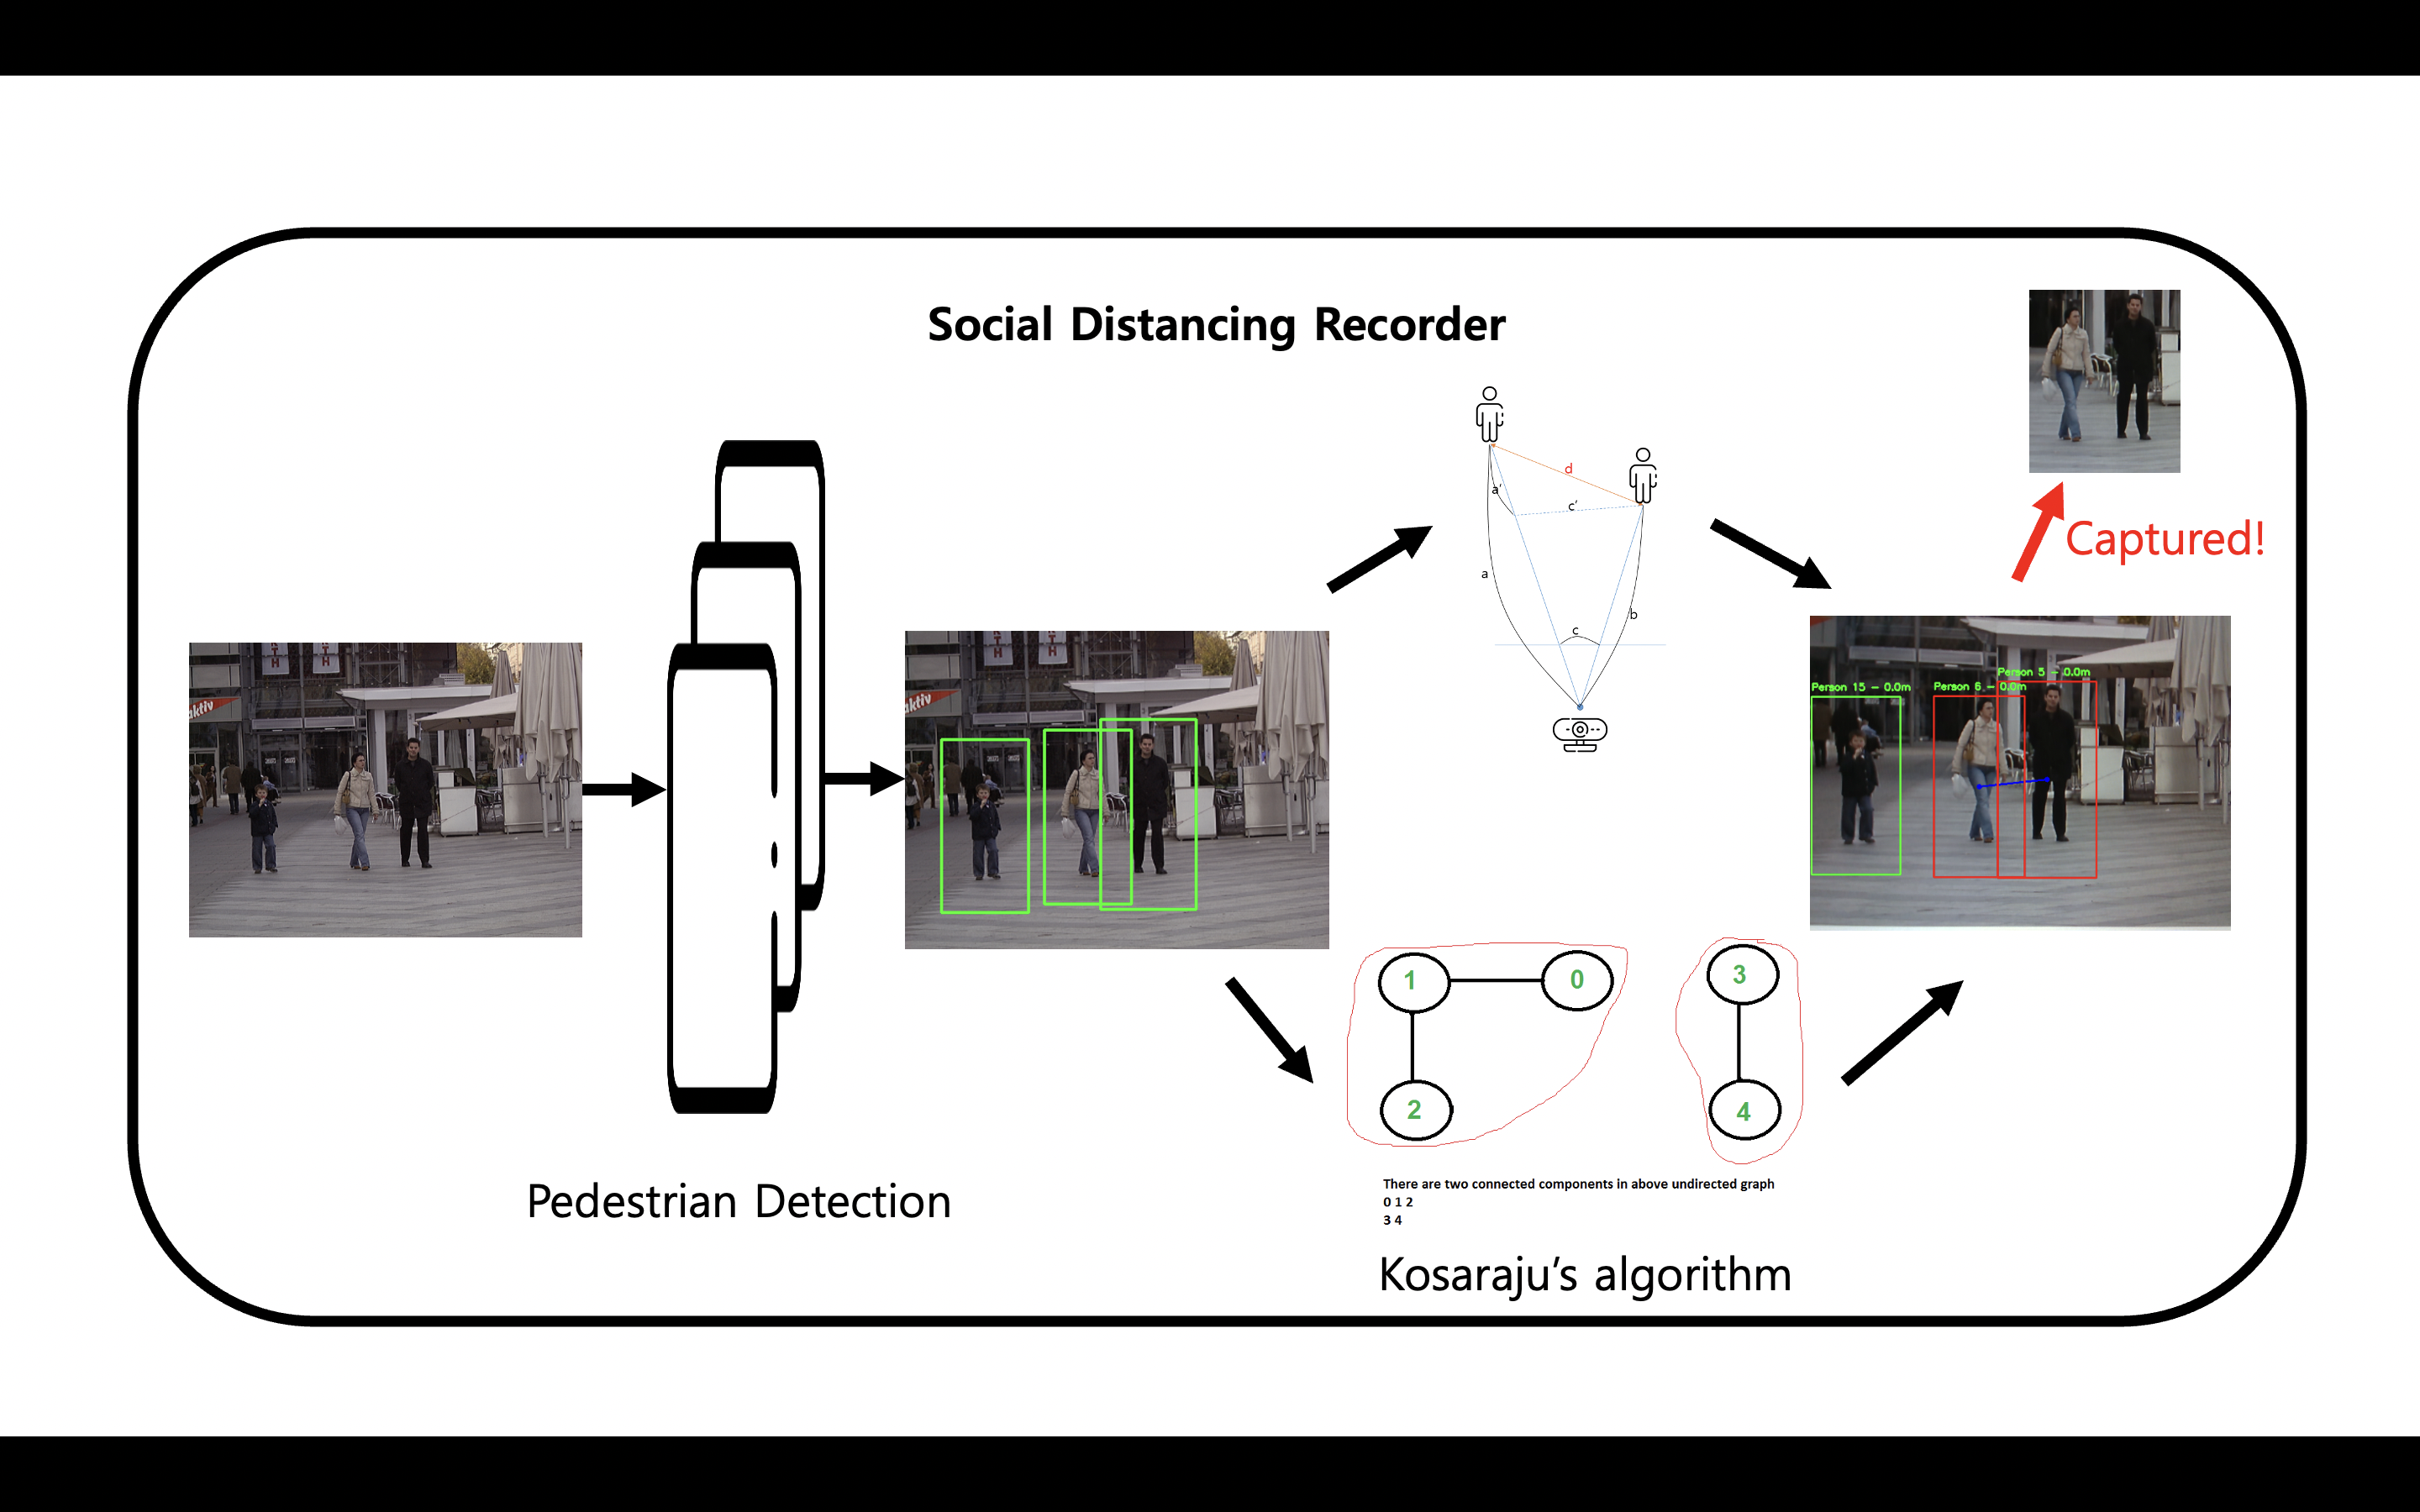 Social Distancing Recorder
d
a'
c'
a
b
c
Captured!
aktiv
T H
H
aktiv
T H
H
Person 5 - 0.0m
Person 15 - 0.0m
Person 6 - 0.0m
1
0
3
2
4
There are two connected components in above undirected graph
0 1 2
3 4
Pedestrian Detection
Kosaraju's algorithm